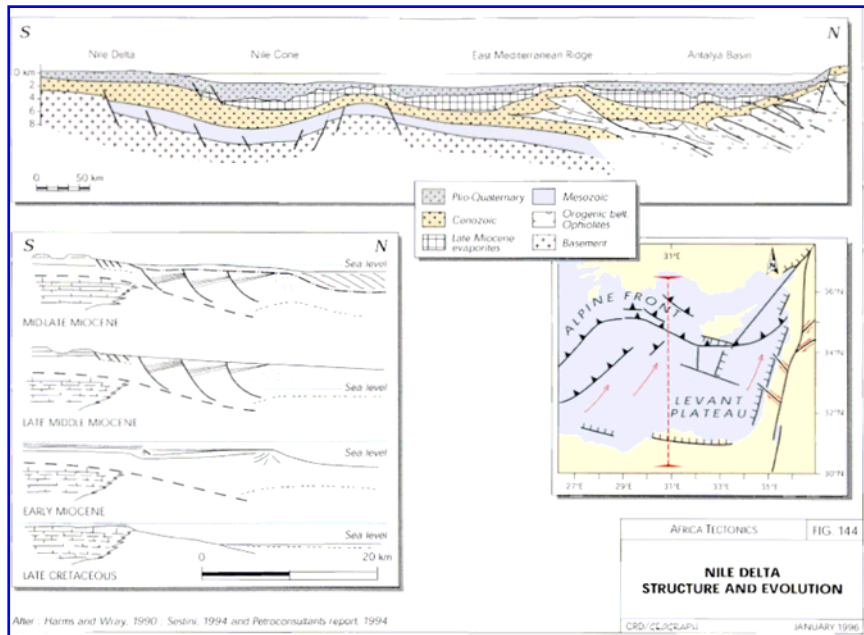 S N
Nile Delta Nile Cone East Mediterranean Ridge Antalya Basin
0 km
2
4
6
8
0 50 km
Plio-Quaternary
Cenozoic
Late Miocene evaporites
Mesozoic
Orogenic belt, Ophiolites
Basement
S N
Sea level
MID-LATE MIOCENE
Sea level
LATE MIDDLE MIOCENE
Sea level
EARLY MIOCENE
Sea level
LATE CRETACEOUS
0 20 km
31°E
N
ALPINE FRONT
LEVANT PLATEAU
36°N
34°N
32°N
30°N
27°E 29°E 31°E 33°E 35°E
AFRICA TECTONICS FIG. 144
NILE DELTA
STRUCTURE AND EVOLUTION
JANUARY 1996
After : Harms and Wray, 1990 ; Sestini, 1994 and Petroconsultants report, 1994